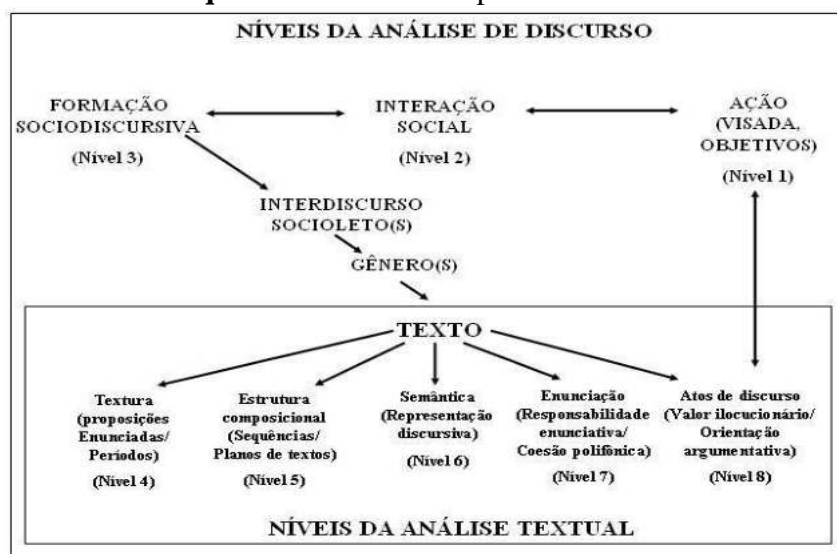 NÍVEIS DA ANÁLISE DE DISCURSO
FORMAÇÃO
SOCIODISCURSIVA
(Nível 3)
INTERAÇÃO
SOCIAL
(Nível 2)
AÇÃO
(VISADA,
OBJETIVOS)
(Nível 1)
INTERDISCURSO
SOCIOLETO(S)
GÊNERO(S)
TEXTO
Textura
(proposições
Enunciadas/
Períodos)
(Nível 4)
Estrutura
composicional
(Sequências/
Planos de textos)
(Nível 5)
Semântica
(Representação
discursiva)
(Nível 6)
Enunciação
(Responsabilidade
enunciativa/
Coesão polifônica)
(Nível 7)
Atos de discurso
(Valor ilocucionário/
Orientação
argumentativa)
(Nível 8)
NÍVEIS DA ANÁLISE TEXTUAL